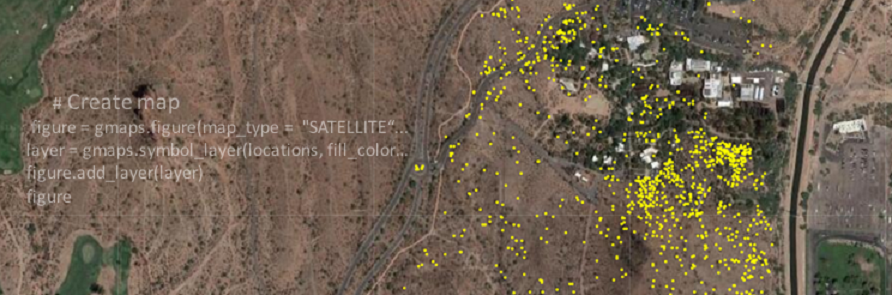 # Create map
figure = gmaps.figure(map_type = "SATELLITE“...
layer = gmaps.symbol_layer(locations, fill_color...
figure.add_layer(layer)
figure